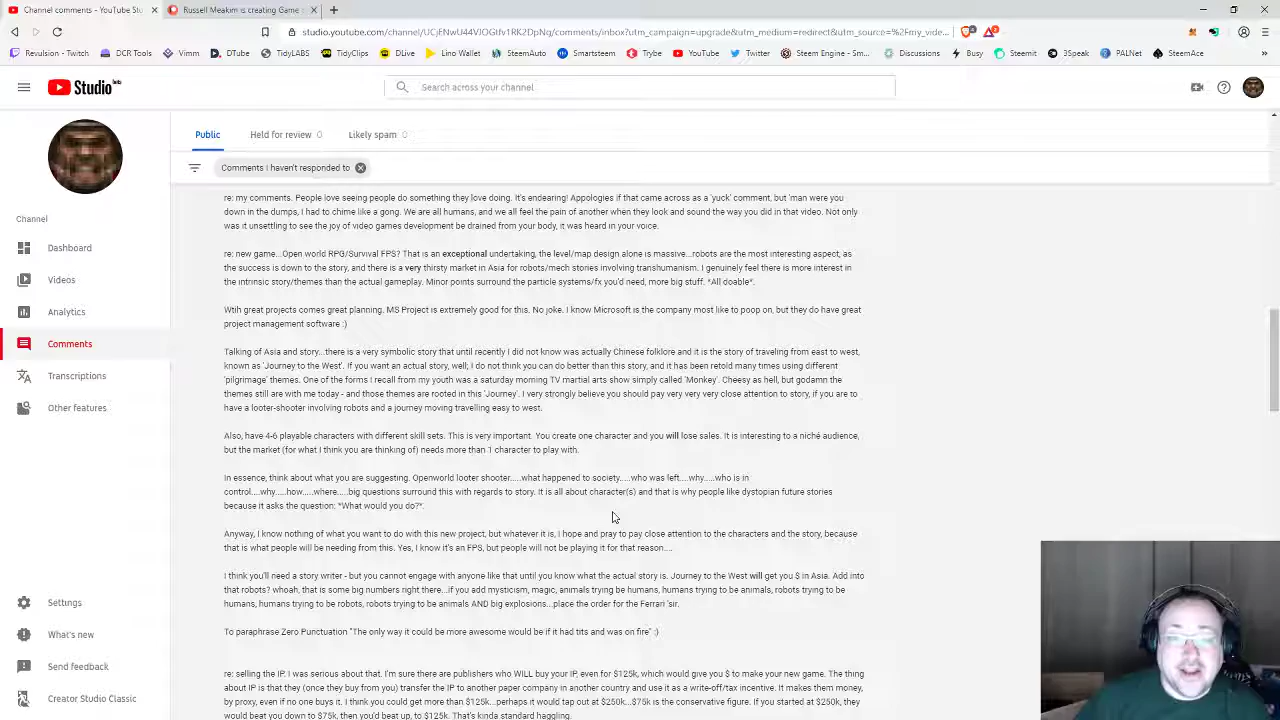 Channel comments - YouTube Stu
Russell Meakim is creating Game
studio.youtube.com/channel/
Revulsion - Twitch
DCR Tools
Vimm
DTube
TidyLABS
TidyClips
DLive
Lino Wallet
SteemAuto
Smartsteem
Trybe
YouTube
Twitter
Steem Engine - Sm...
Discussions
Busy
Steemit
3Speak
PALNet
SteemAce
Studio beta
Search across your channel
Public
Held for review 0
Likely spam 0
Comments I haven't responded to
Channel
Dashboard
Videos
Analytics
Comments
Transcriptions
Other features
Settings
What's new
Send feedback
Creator Studio Classic
re: my comments. People love seeing people do something they love doing. It's endearing! Appologies if that came across as a 'yuck' comment, but 'man were you
down in the dumps, I had to chime like a gong. We are all humans, and we all feel the pain of another when they look and sound the way you did in that video. Not only
was it unsettling to see the joy of video games development be drained from your body, it was heard in your voice.
re: new game...Open world RPG/Survival FPS? That is an exceptional undertaking, the level/map design alone is massive...robots are the most interesting aspect, as
the success is down to the story, and there is a very thirsty market in Asia for robots/mech stories involving transhumanism. I genuinely feel there is more interest in
the intrinsic story/themes than the actual gameplay. Minor points surround the particle systems/fx you'd need, more big stuff. *All doable*.
Wtih great projects comes great planning. MS Project is extremely good for this. No joke. I know Microsoft is the company most like to poop on, but they do have great
project management software :)
Talking of Asia and story...there is a very symbolic story that until recently I did not know was actually Chinese folklore and it is the story of traveling from east to west,
known as 'Journey to the West'. If you want an actual story, well; I do not think you can do better than this story, and it has been retold many times using different
'pilgrimage' themes. One of the forms I recall from my youth was a saturday morning TV martial arts show simply called 'Monkey'. Cheesy as hell, but godamn the
themes still are with me today - and those themes are rooted in this 'Journey'. I very strongly believe you should pay very very very close attention to story, if you are to
have a looter-shooter involving robots and a journey moving travelling easy to west.
Also, have 4-6 playable characters with different skill sets. This is very important. You create one character and you will lose sales. It is interesting to a niché audience,
but the market (for what I think you are thinking of) needs more than 1 character to play with.
In essence, think about what you are suggesting. Openworld looter shooter.....what happened to society.....who was left....why.....who is in
control....why....how.....where.....big questions surround this with regards to story. It is all about character(s) and that is why people like dystopian future stories
because it asks the question: *What would you do?*.
Anyway, I know nothing of what you want to do with this new project, but whatever it is, I hope and pray to pay close attention to the characters and the story, because
that is what people will be needing from this. Yes, I know it's an FPS, but people will not be playing it for that reason....
I think you'll need a story writer - but you cannot engage with anyone like that until you know what the actual story is. Journey to the West will get you $ in Asia. Add into
that robots? whoah, that is some big numbers right there...if you add mysticism, magic, animals trying be humans, humans trying to be animals, robots trying to be
humans, humans trying to be robots, robots trying to be animals AND big explosions...place the order for the Ferrari 'sir.
To paraphrase Zero Punctuation "The only way it could be more awesome would be if it had tits and was on fire" :)
re: selling the IP. I was serious about that. I'm sure there are publishers who WILL buy your IP, even for $125k, which would give you $ to make your new game. The thing
about IP is that they (once they buy from you) transfer the IP to another paper company in another country and use it as a write-off/tax incentive. It makes them money,
by proxy, even if no one buys it. I think you could get more than $125k...perhaps it would tap out at $250k...$75k is the conservative figure. If you started at $250k, they
would beat you down to $75k, then you'd beat up, to $125k. That's kinda standard haggling.